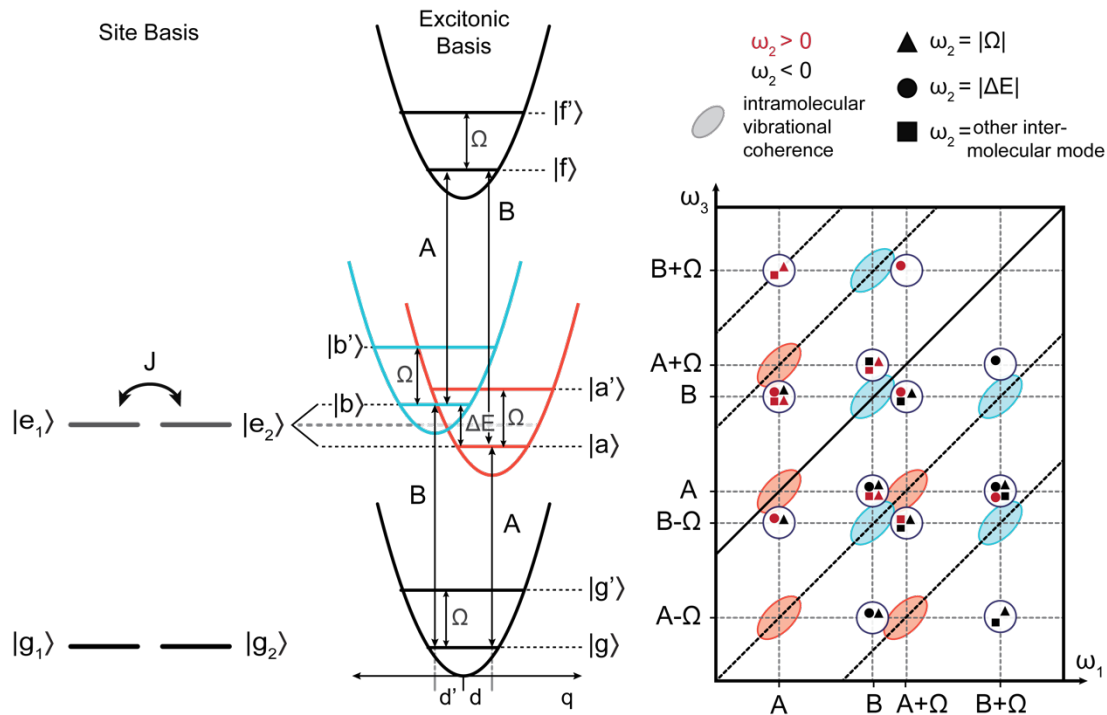 Site Basis
Excitonic
Basis
|f'⟩
Ω
|f⟩
B
A
|b'⟩
J
Ω
|a'⟩
|b⟩
|e₁⟩
|e₂⟩
ΔE
Ω
|a⟩
B
A
|g'⟩
Ω
|g₁⟩
|g₂⟩
|g⟩
d'
d
q
ω₂ > 0
ω₂ < 0
intramolecular
vibrational
coherence
ω₂ = |Ω|
ω₂ = |ΔE|
ω₂ = other inter-
molecular mode
ω₃
B+Ω
A+Ω
B
A
B-Ω
A-Ω
ω₁
A
B
A+Ω
B+Ω